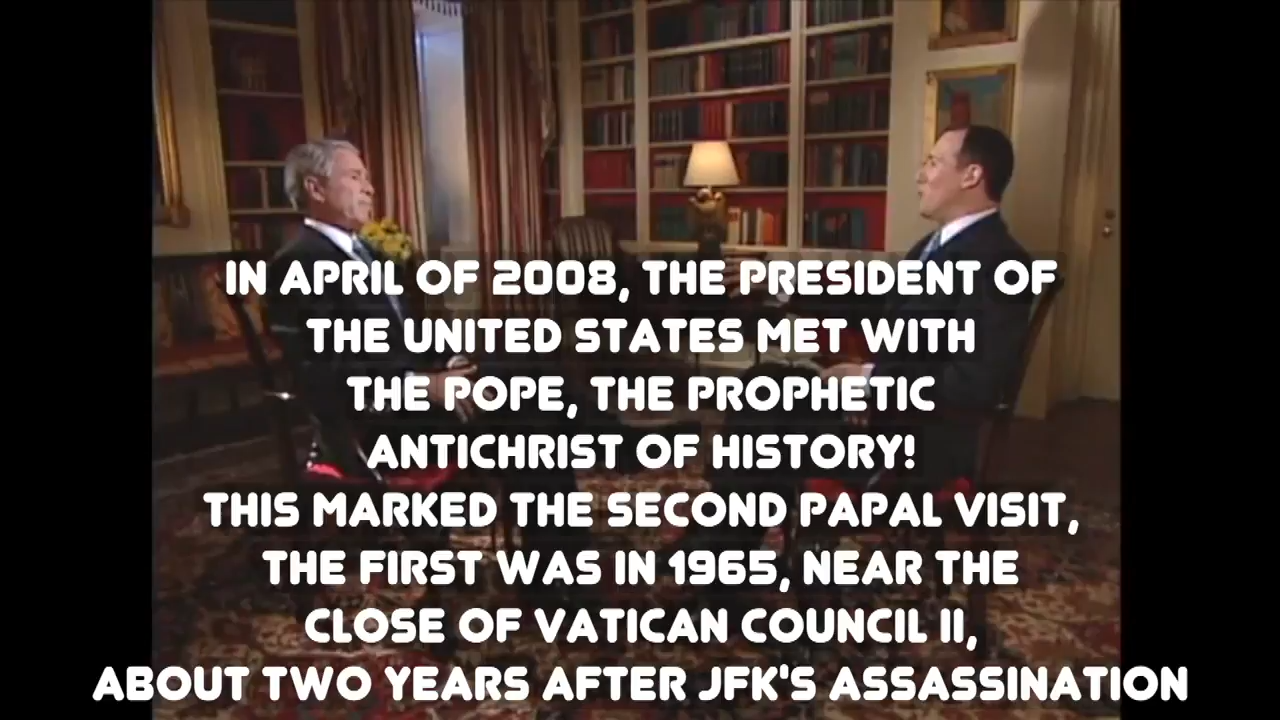 IN APRIL OF 2008, THE PRESIDENT OF
THE UNITED STATES MET WITH
THE POPE, THE PROPHETIC
ANTICHRIST OF HISTORY!
THIS MARKED THE SECOND PAPAL VISIT,
THE FIRST WAS IN 1965, NEAR THE
CLOSE OF VATICAN COUNCIL II,
ABOUT TWO YEARS AFTER JFK'S ASSASSINATION